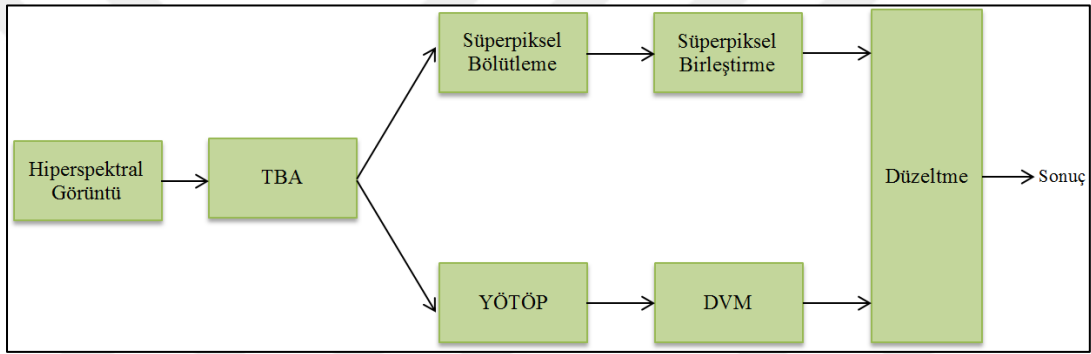 Hiperspektral
Görüntü
TBA
Süperpiksel
Bölütleme
Süperpiksel
Birleştirme
YÖTÖP
DVM
Düzeltme
Sonuç